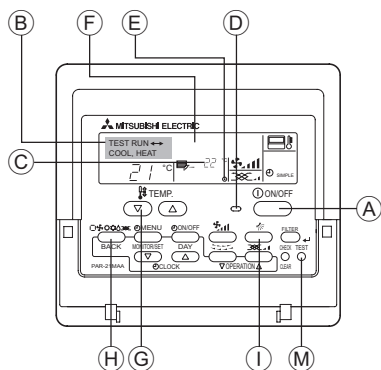 B F E D
MITSUBISHI ELECTRIC
TEST RUN ↔
COOL, HEAT
C
21 °C
22 °C
SIMPLE
TEMP.
ON/OFF
A
MENU ON/OFF FILTER
BACK MONITOR/SET DAY CHECK TEST
PAR-21MAA CLOCK OPERATION CLEAR
H G I M